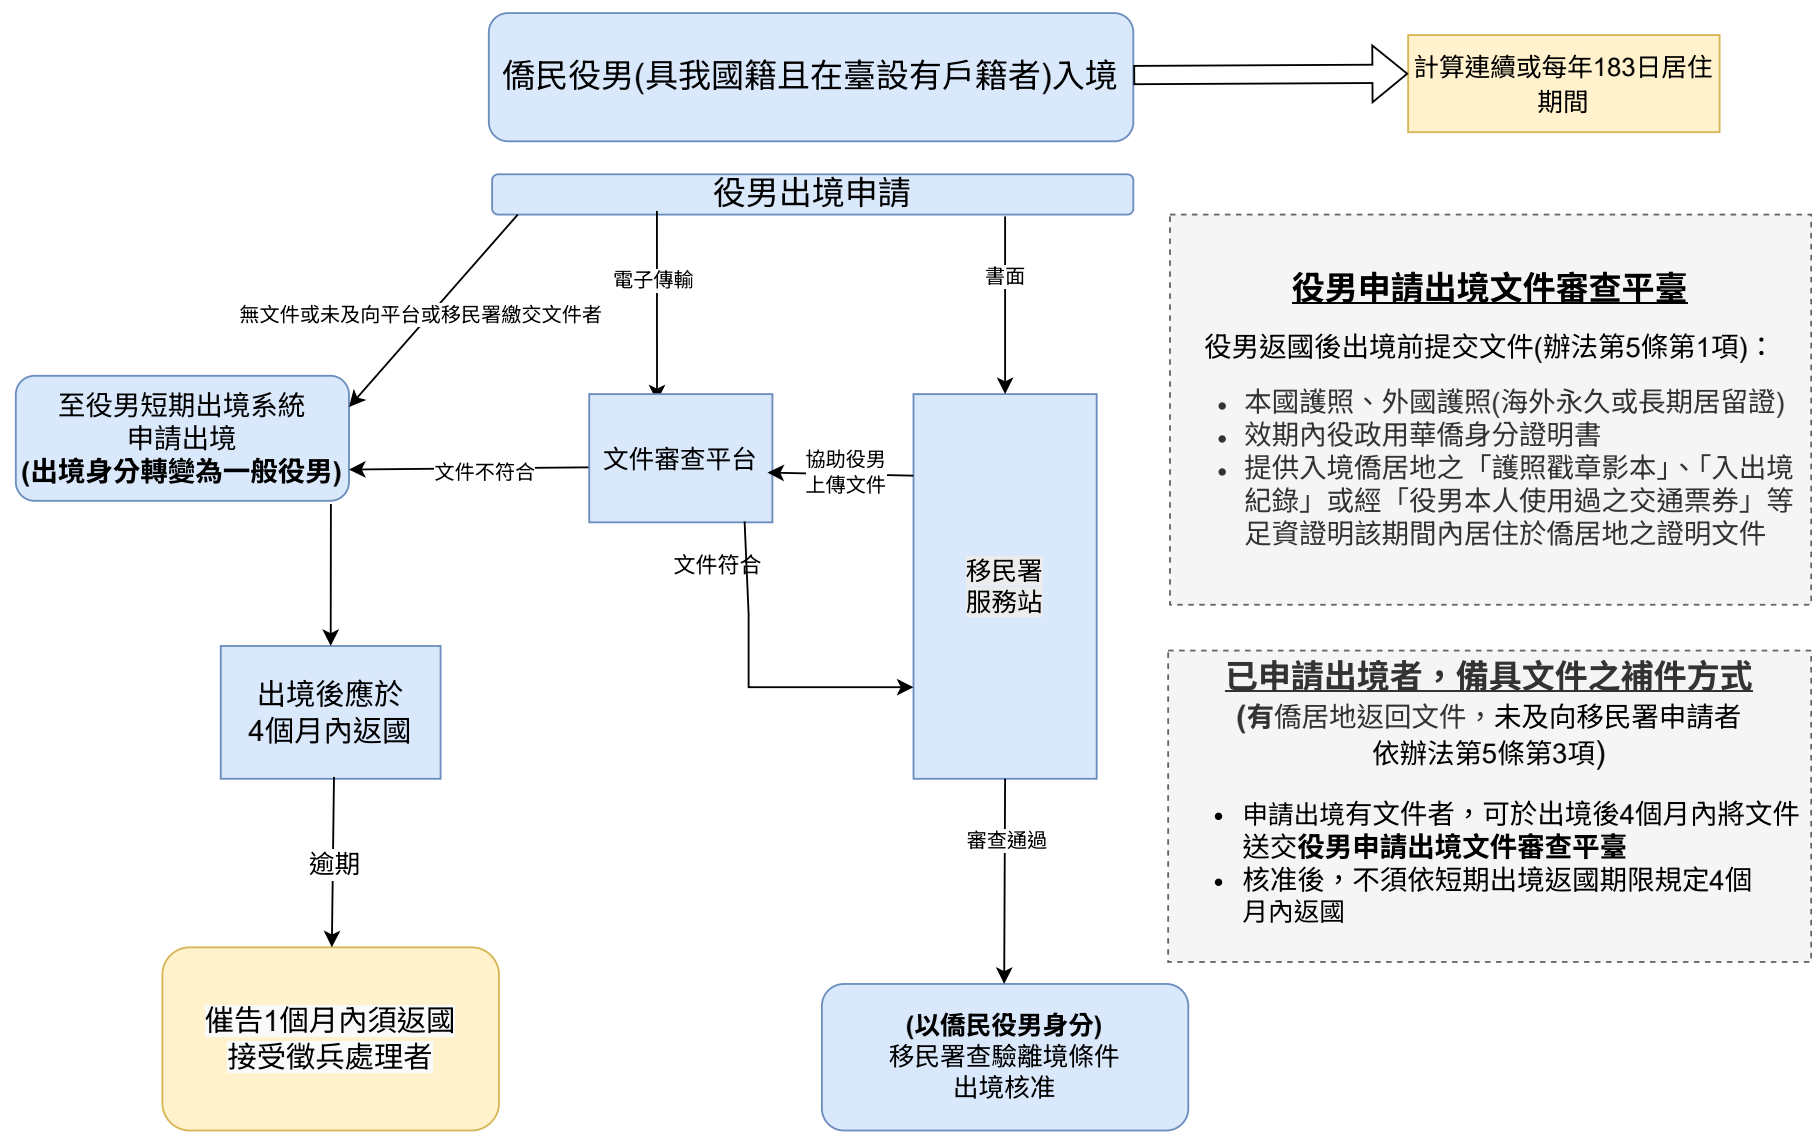 僑民役男(具我國籍且在臺設有戶籍者)入境
計算連續或每年183日居住
期間
役男出境申請
電子傳輸
書面
無文件或未及向平台或移民署繳交文件者
至役男短期出境系統
申請出境
(出境身分轉變為一般役男)
文件不符合
文件審查平台
協助役男
上傳文件
文件符合
移民署
服務站
出境後應於
4個月內返國
逾期
催告1個月內須返國
接受徵兵處理者
審查通過
(以僑民役男身分)
移民署查驗離境條件
出境核准
役男申請出境文件審查平臺
役男返國後出境前提交文件(辦法第5條第1項)：
• 本國護照、外國護照(海外永久或長期居留證)
• 效期內役政用華僑身分證明書
• 提供入境僑居地之「護照戳章影本」、「入出境
紀錄」或經「役男本人使用過之交通票券」等
足資證明該期間內居住於僑居地之證明文件
已申請出境者，備具文件之補件方式
(有僑居地返回文件，未及向移民署申請者
依辦法第5條第3項)
• 申請出境有文件者，可於出境後4個月內將文件
送交役男申請出境文件審查平臺
• 核准後，不須依短期出境返國期限規定4個
月內返國